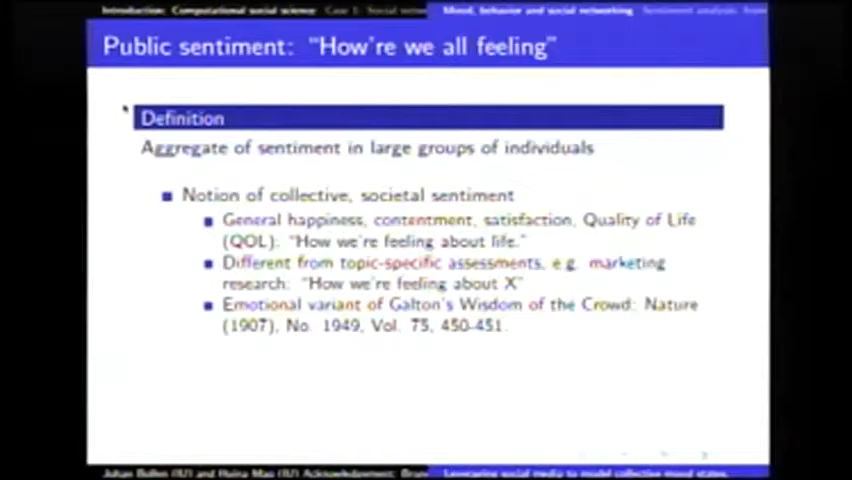 Introduction: Computational social science Case 1: Social netw
Mood, behavior and social networking Sentiment analysis: from
Public sentiment: “How’re we all feeling”
Definition
Aggregate of sentiment in large groups of individuals
Notion of collective, societal sentiment
General happiness, contentment, satisfaction, Quality of Life
(QOL): “How we’re feeling about life.”
Different from topic-specific assessments, e.g. marketing
research: “How we’re feeling about X”
Emotional variant of Galton’s Wisdom of the Crowd: Nature
(1907), No. 1949, Vol. 75, 450-451.
Johan Bollen (IU) and Huina Mao (IU) Acknowledgement:
Leveraging social media to model collective mood states.